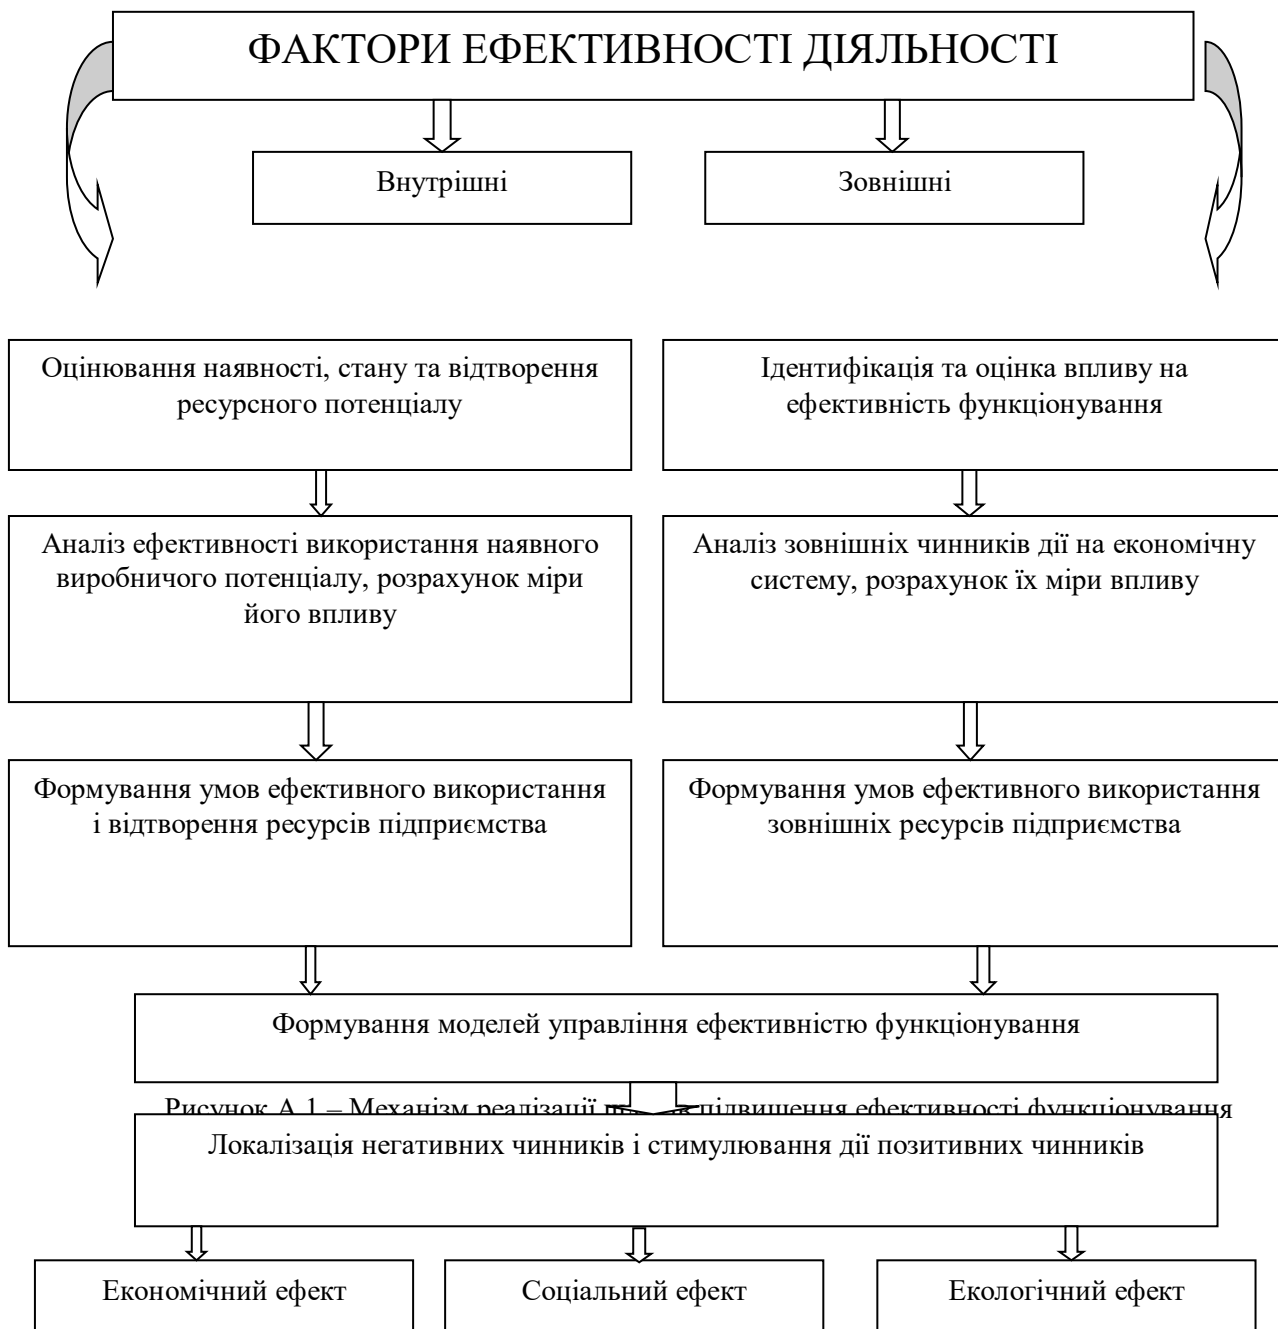 ФАКТОРИ ЕФЕКТИВНОСТІ ДІЯЛЬНОСТІ
Внутрішні
Зовнішні
Оцінювання наявності, стану та відтворення
ресурсного потенціалу
Ідентифікація та оцінка впливу на
ефективність функціонування
Аналіз ефективності використання наявного
виробничого потенціалу, розрахунок міри
його впливу
Аналіз зовнішніх чинників дії на економічну
систему, розрахунок їх міри впливу
Формування умов ефективного використання
і відтворення ресурсів підприємства
Формування умов ефективного використання
зовнішніх ресурсів підприємства
Формування моделей управління ефективністю функціонування
Рисунок А.1 – Механізм реалізації підвищення ефективності функціонування
Локалізація негативних чинників і стимулювання дії позитивних чинників
Економічний ефект
Соціальний ефект
Екологічний ефект